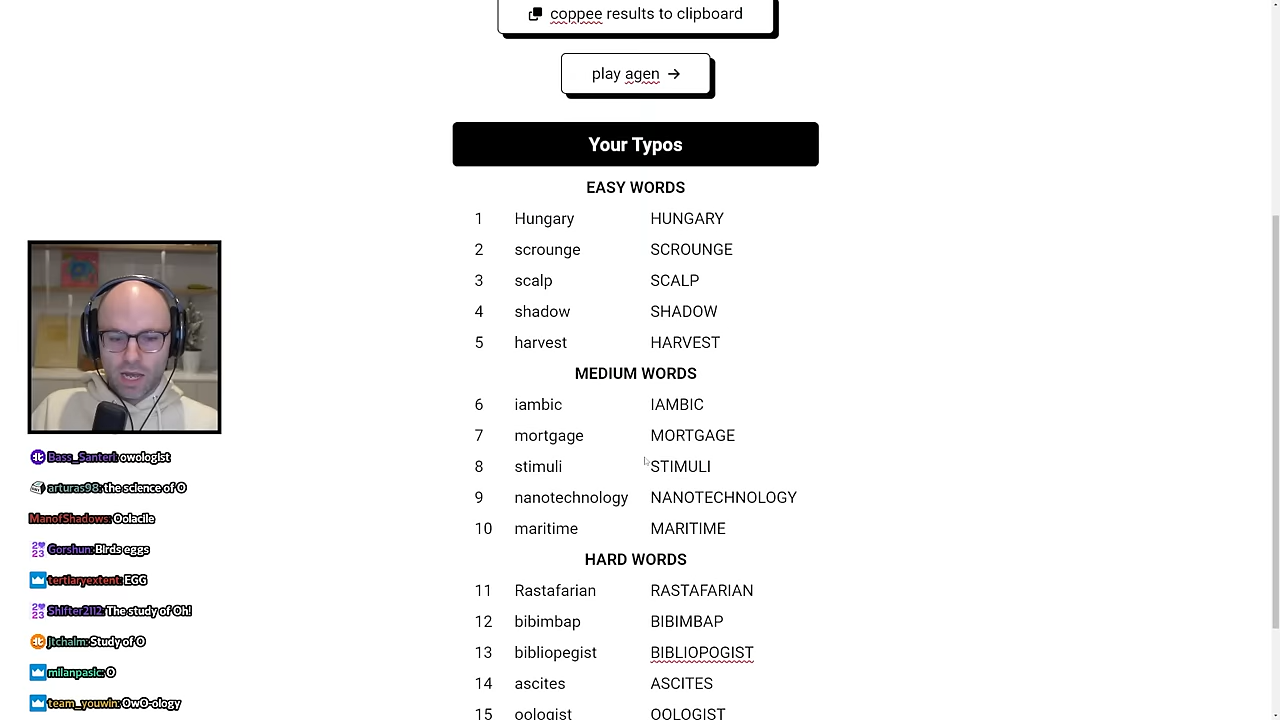 coppee results to clipboard
play agen →
Your Typos
EASY WORDS
1 Hungary HUNGARY
2 scrounge SCROUNGE
3 scalp SCALP
4 shadow SHADOW
5 harvest HARVEST
MEDIUM WORDS
6 iambic IAMBIC
7 mortgage MORTGAGE
8 stimuli STIMULI
9 nanotechnology NANOTECHNOLOGY
10 maritime MARITIME
HARD WORDS
11 Rastafarian RASTAFARIAN
12 bibimbap BIBIMBAP
13 bibliopegist BIBLIOPOGIST
14 ascites ASCITES
15 oologist OOLOGIST
Bass_Santerl: owologist
arturas98: the science of O
ManofShadows: Oolacile
Gorshun: Birds eggs
tertiaryextent: EGG
Shifter2112: The study of Oh!
jtchalm: Study of O
milanpasic: O
team_youwin: OwO-ology